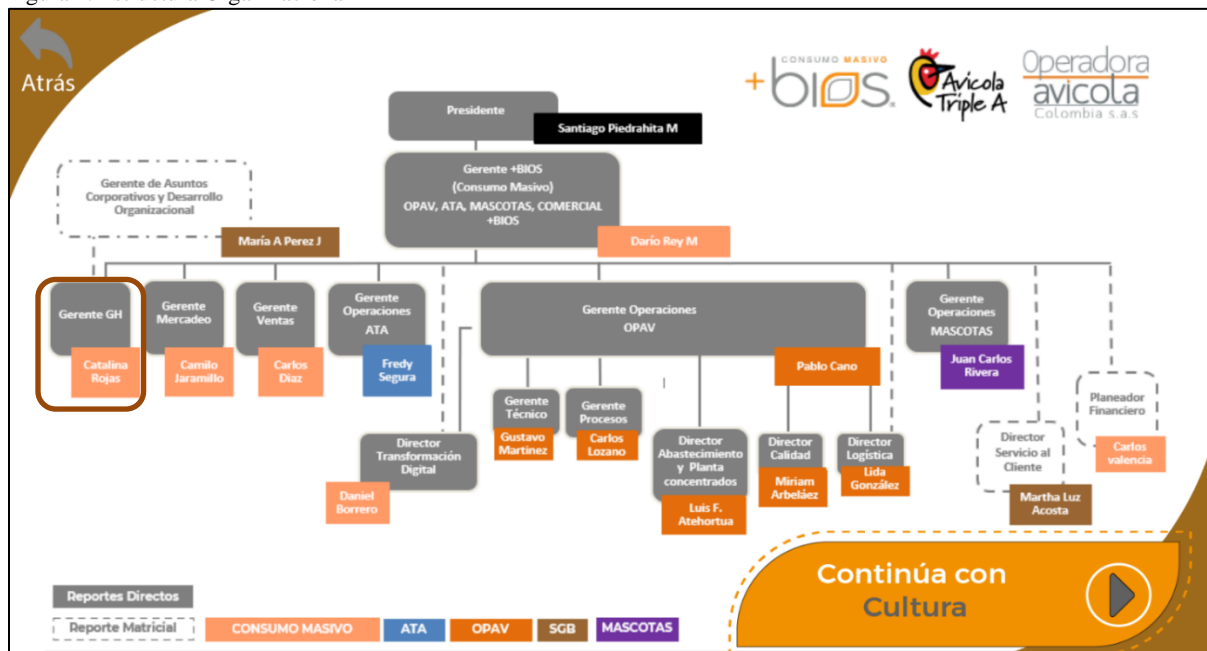 Atrás
CONSUMO MASIVO
+bios
Avicola
Triple A
Operadora
avícola
Colombia s.a.s
Presidente
Santiago Piedrahita M
Gerente +BIOS
(Consumo Masivo)
OPAV, ATA, MASCOTAS, COMERCIAL
+BIOS
Darío Rey M
Gerente de Asuntos
Corporativos y Desarrollo
Organizacional
María A Perez J
Gerente GH
Catalina
Rojas
Gerente
Mercadeo
Camilo
Jaramillo
Gerente
Ventas
Carlos
Diaz
Gerente
Operaciones
ATA
Fredy
Segura
Gerente Operaciones
OPAV
Pablo Cano
Gerente
Operaciones
MASCOTAS
Juan Carlos
Rivera
Director
Transformación
Digital
Daniel
Borrero
Gerente
Técnico
Gustavo
Martinez
Gerente
Procesos
Carlos
Lozano
Director
Abastecimiento
y Planta
concentrados
Luis F.
Atehortua
Director
Calidad
Miriam
Arbeláez
Director
Logística
Lida
González
Director
Servicio al
Cliente
Martha Luz
Acosta
Planeador
Financiero
Carlos
valencia
Continúa con
Cultura
Reportes Directos
Reporte Matricial
CONSUMO MASIVO
ATA
OPAV
SGB
MASCOTAS